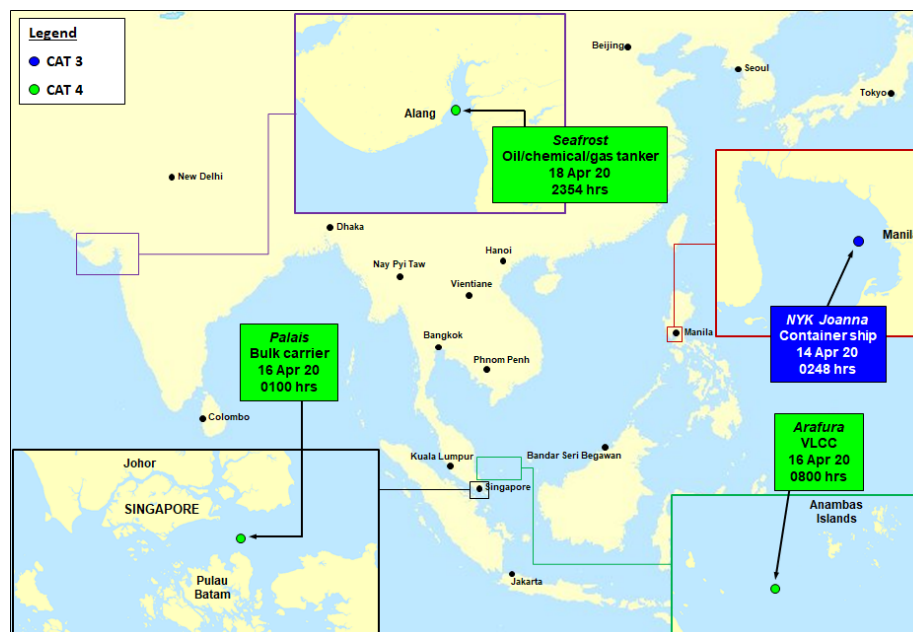 Legend
CAT 3
CAT 4
Beijing
Seoul
Tokyo
Alang
Seafrost
Oil/chemical/gas tanker
18 Apr 20
2354 hrs
New Delhi
Dhaka
Hanoi
Nay Pyi Taw
Vientiane
Manila
NYK Joanna
Container ship
14 Apr 20
0248 hrs
Manila
Bangkok
Phnom Penh
Palais
Bulk carrier
16 Apr 20
0100 hrs
Colombo
Arafura
VLCC
16 Apr 20
0800 hrs
Kuala Lumpur
Bandar Seri Begawan
Singapore
Johor
SINGAPORE
Pulau
Batam
Anambas
Islands
Jakarta